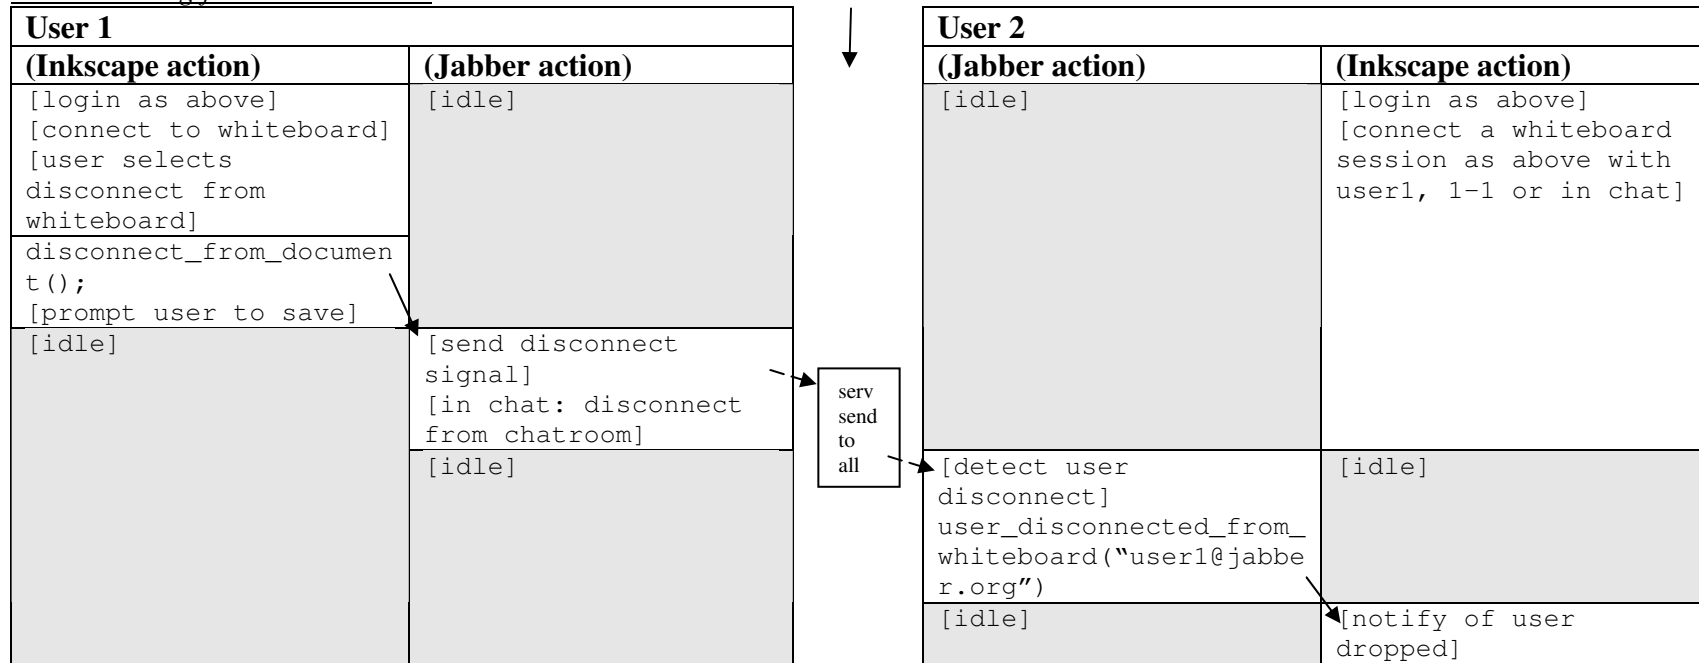 User 1
(Inkscape action)
(Jabber action)
[login as above]
[connect to whiteboard]
[user selects
disconnect from
whiteboard]
[idle]
disconnect_from_documen
t();
[prompt user to save]
[idle]
[send disconnect
signal]
[in chat: disconnect
from chatroom]
[idle]
serv
send
to
all
User 2
(Jabber action)
(Inkscape action)
[idle]
[login as above]
[connect a whiteboard
session as above with
user1, 1-1 or in chat]
[detect user
disconnect]
user_disconnected_from_
whiteboard(“user1@jabbe
r.org”)
[idle]
[idle]
[notify of user
dropped]